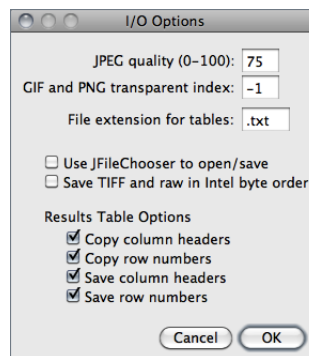 I/O Options
JPEG quality (0-100): 75
GIF and PNG transparent index: -1
File extension for tables: .txt
Use JFileChooser to open/save
Save TIFF and raw in Intel byte order
Results Table Options
Copy column headers
Copy row numbers
Save column headers
Save row numbers
Cancel OK